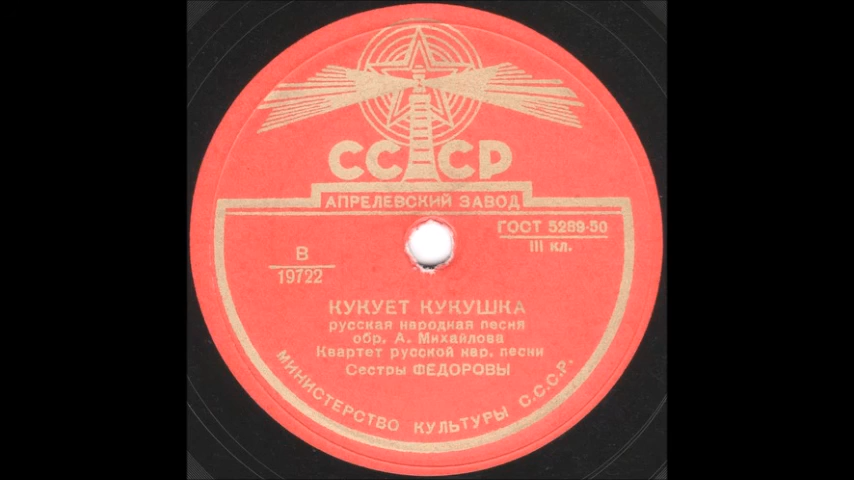 СССР
АПРЕЛЕВСКИЙ ЗАВОД
ГОСТ 5289-50
III кл.
В
19722
КУКУЕТ КУКУШКА
русская народная песня
обр. А. Михайлова
Квартет русской нар. песни
Сестры ФЕДОРОВЫ
МИНИСТЕРСТВО КУЛЬТУРЫ С.С.С.Р.